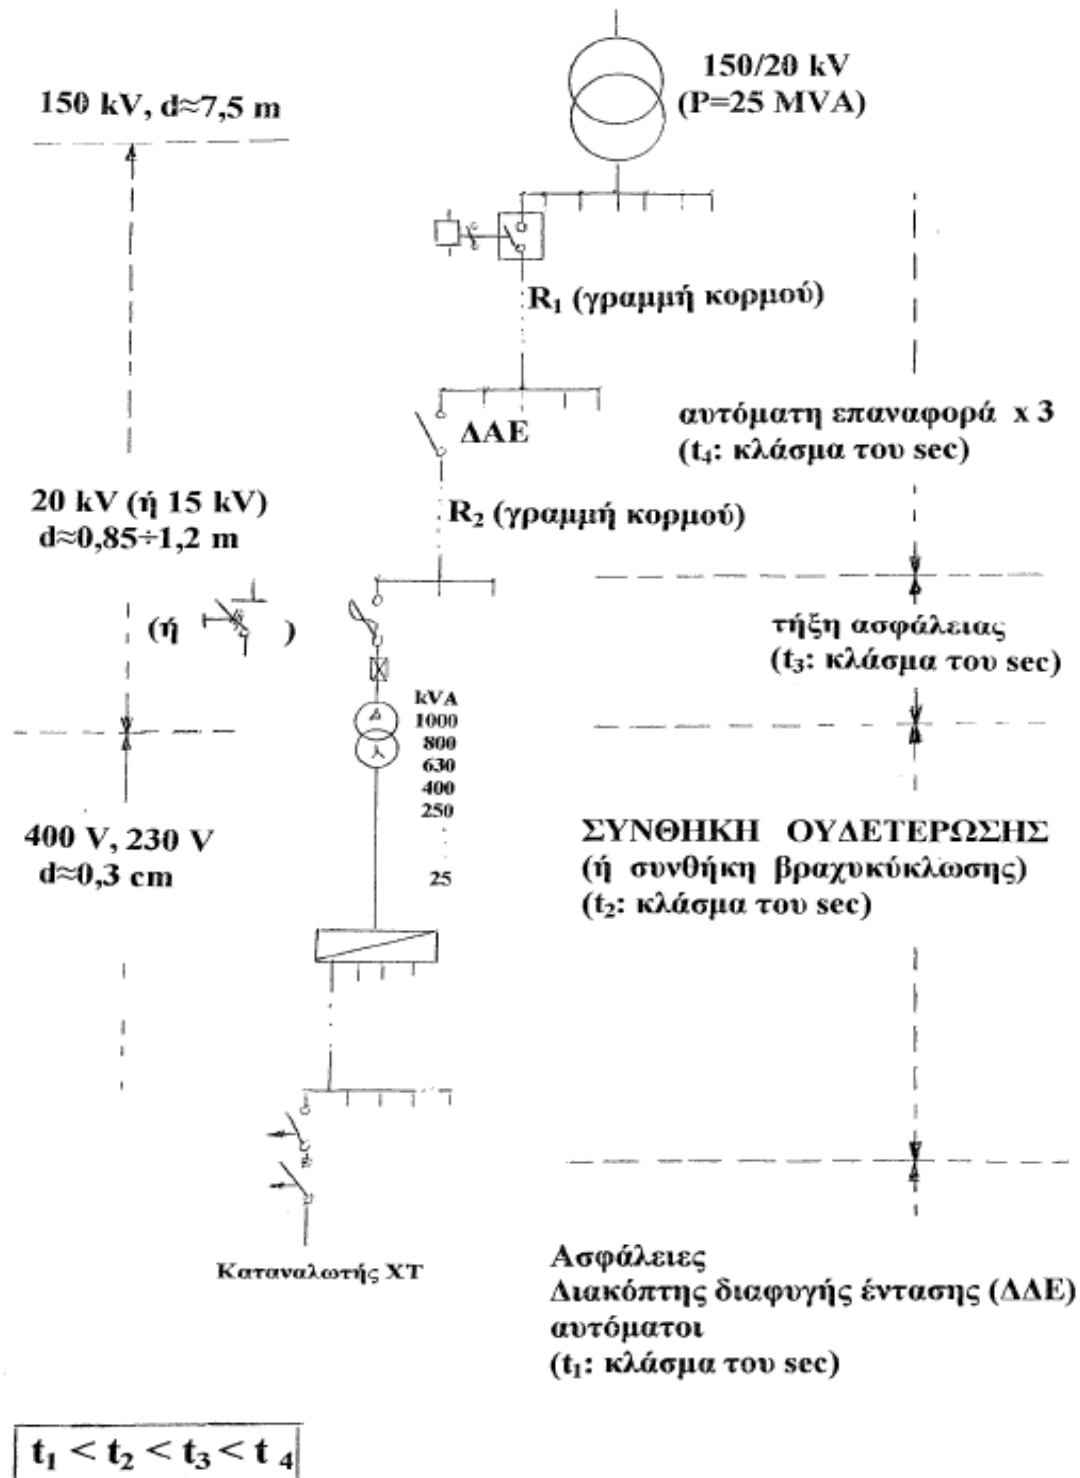 150/20 kV
(P=25 MVA)
150 kV, d≈7,5 m
R₁ (γραμμή κορμού)
ΔΑΕ
αυτόματη επαναφορά x 3
(t₄: κλάσμα του sec)
20 kV (ή 15 kV)
d≈0,85÷1,2 m
R₂ (γραμμή κορμού)
(ή )
τήξη ασφάλειας
(t₃: κλάσμα του sec)
kVA
1000
800
630
400
250
.
.
25
400 V, 230 V
d≈0,3 cm
ΣΥΝΘΗΚΗ ΟΥΔΕΤΕΡΩΣΗΣ
(ή συνθήκη βραχυκύκλωσης)
(t₂: κλάσμα του sec)
Καταναλωτής ΧΤ
Ασφάλειες
Διακόπτης διαφυγής έντασης (ΔΔΕ)
αυτόματοι
(t₁: κλάσμα του sec)
t₁ < t₂ < t₃ < t ₄